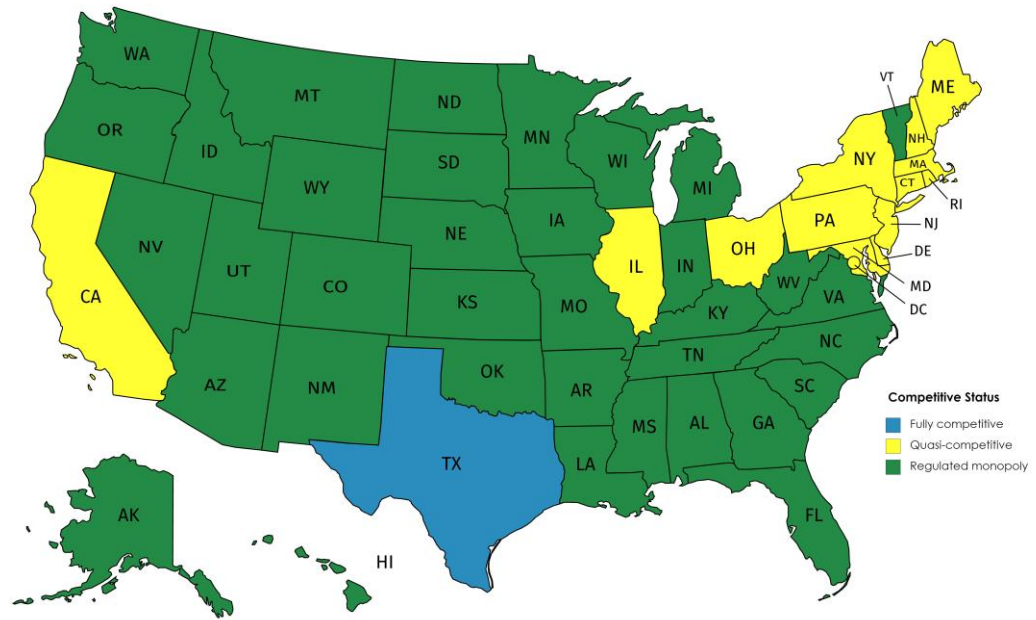 WA
MT
ND
MN
VT
ME
OR
ID
SD
WI
NY
NH
MA
WY
MI
CT
RI
IA
PA
NJ
NE
OH
NV
IL
IN
DE
UT
CO
WV
MD
CA
KS
MO
VA
DC
KY
NC
TN
OK
AZ
NM
AR
SC
MS
AL
GA
TX
LA
FL
AK
HI
Competitive Status
Fully competitive
Quasi-competitive
Regulated monopoly